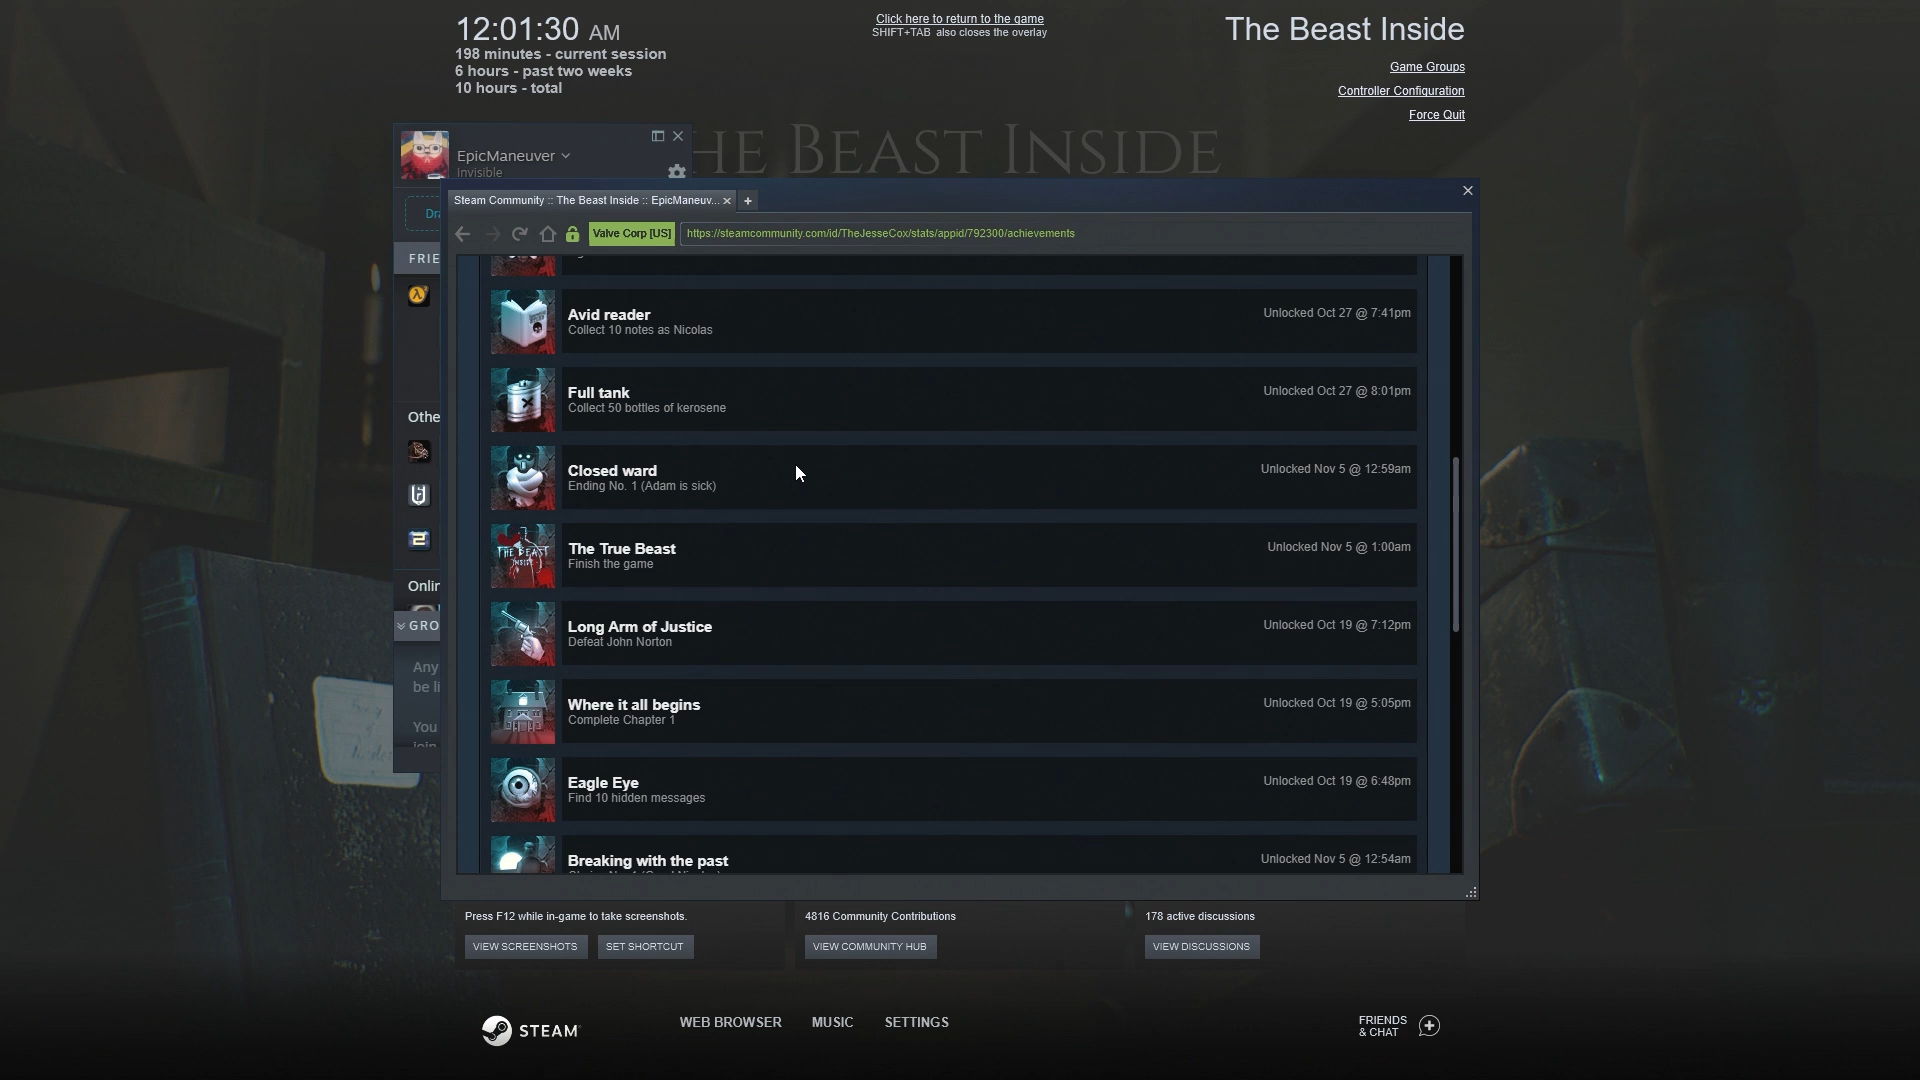 12:01:30 AM
198 minutes - current session
6 hours - past two weeks
10 hours - total
Click here to return to the game
SHIFT+TAB also closes the overlay
The Beast Inside
Game Groups
Controller Configuration
Force Quit
HE BEAST INSIDE
EpicManeuver
Invisible
Steam Community :: The Beast Inside :: EpicManeuv...
Valve Corp [US]
https://steamcommunity.com/id/TheJesseCox/stats/appid/792300/achievements
Dra
FRIE
Othe
Onlin
GRO
Any
be li
You
join
Avid reader
Collect 10 notes as Nicolas
Unlocked Oct 27 @ 7:41pm
Full tank
Collect 50 bottles of kerosene
Unlocked Oct 27 @ 8:01pm
Closed ward
Ending No. 1 (Adam is sick)
Unlocked Nov 5 @ 12:59am
THE BEAST
INSIDE
The True Beast
Finish the game
Unlocked Nov 5 @ 1:00am
Long Arm of Justice
Defeat John Norton
Unlocked Oct 19 @ 7:12pm
Where it all begins
Complete Chapter 1
Unlocked Oct 19 @ 5:05pm
Eagle Eye
Find 10 hidden messages
Unlocked Oct 19 @ 6:48pm
Breaking with the past
Unlocked Nov 5 @ 12:54am
Press F12 while in-game to take screenshots.
VIEW SCREENSHOTS
SET SHORTCUT
4816 Community Contributions
VIEW COMMUNITY HUB
178 active discussions
VIEW DISCUSSIONS
STEAM
WEB BROWSER
MUSIC
SETTINGS
FRIENDS
& CHAT